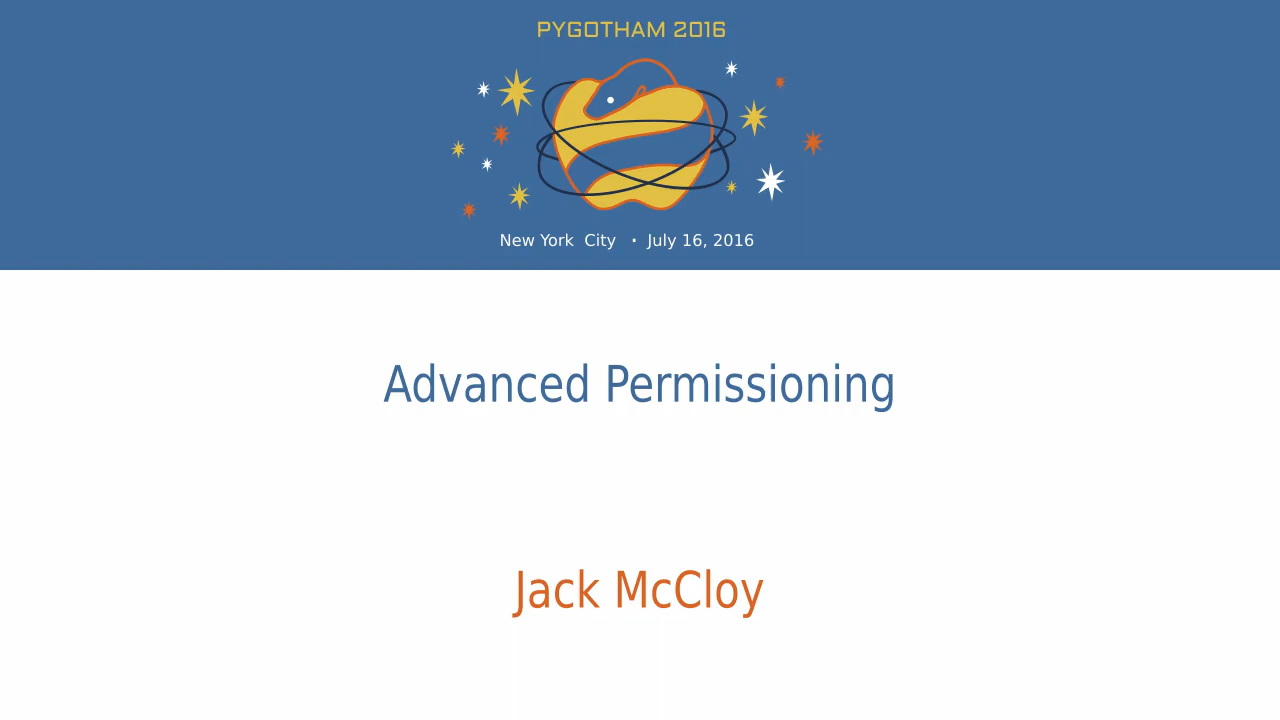 PYGOTHAM 2016
New York City · July 16, 2016
Advanced Permissioning
Jack McCloy